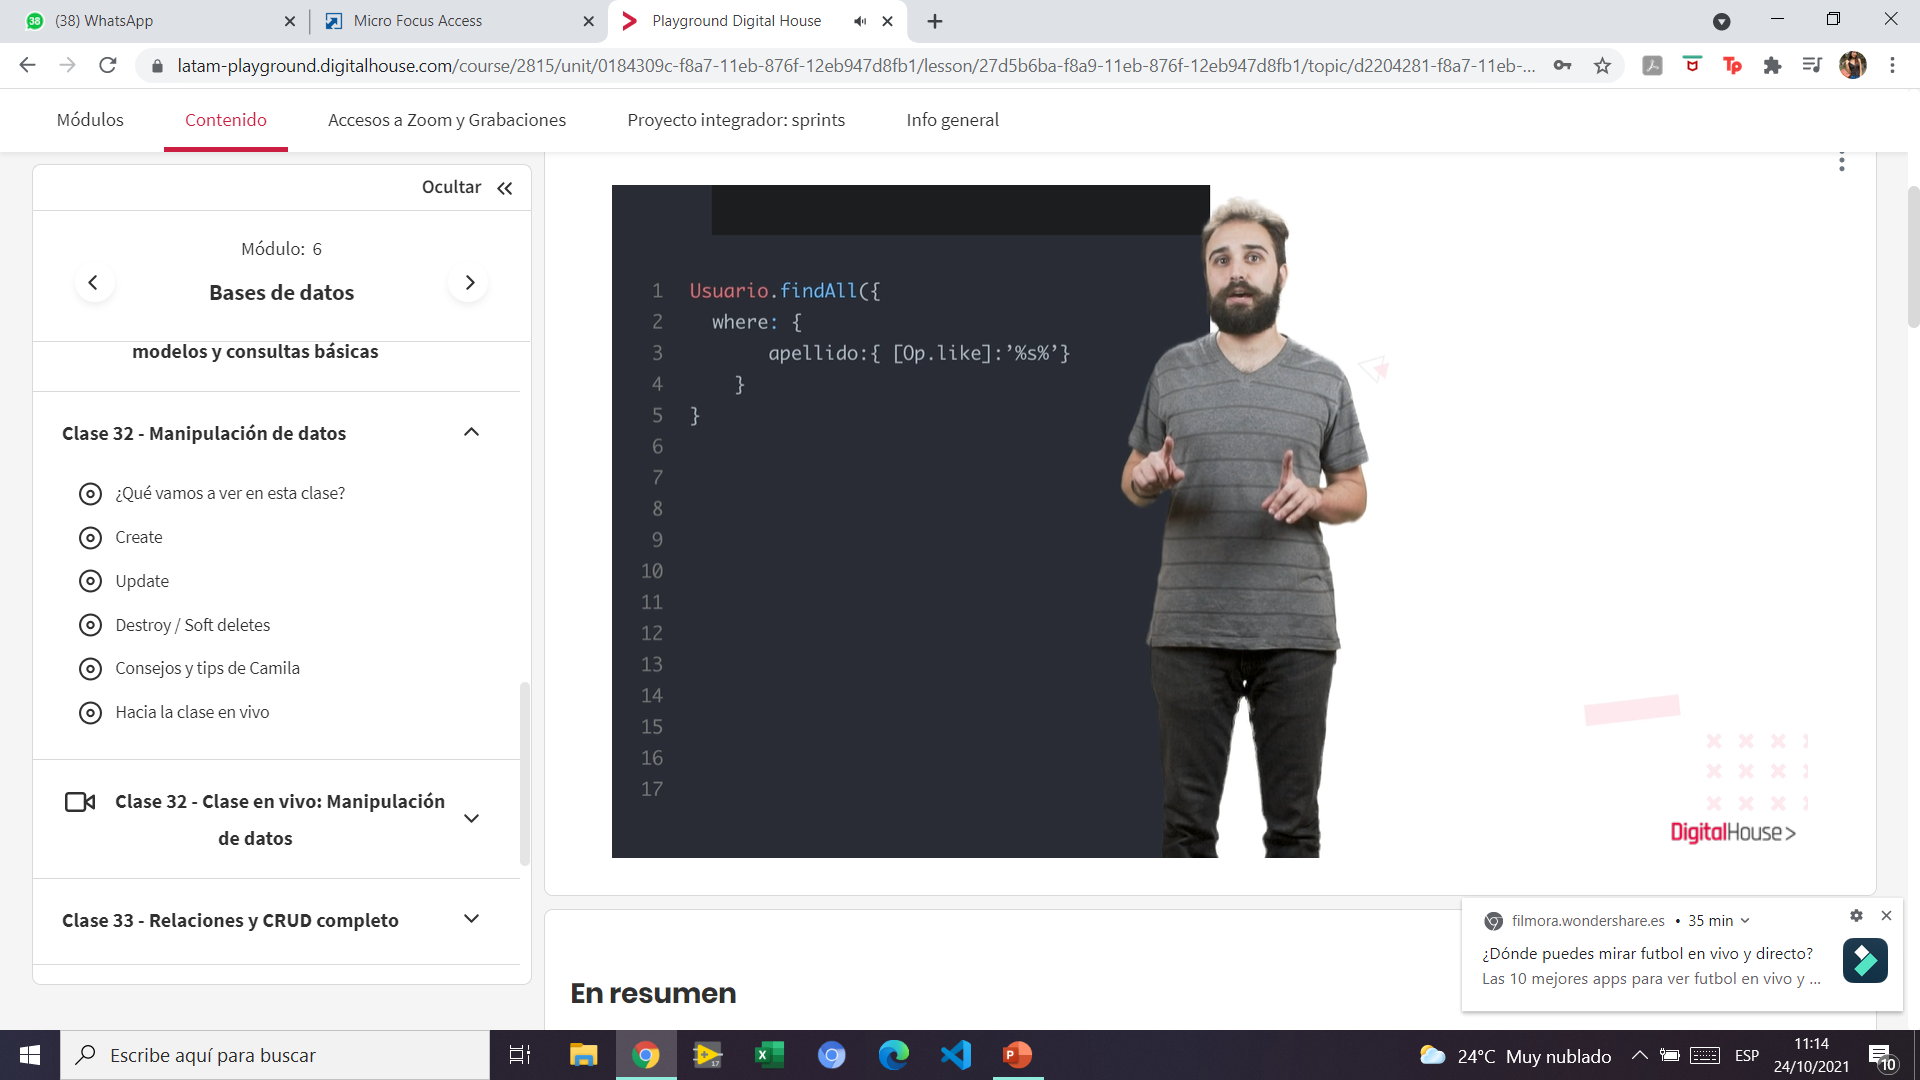 (38) WhatsApp
Micro Focus Access
Playground Digital House
latam-playground.digitalhouse.com/course/2815/unit/0184309c-f8a7-11eb-876f-12eb947d8fb1/lesson/27d5b6ba-f8a9-11eb-876f-12eb947d8fb1/topic/d2204281-f8a7-11eb-...
Módulos
Contenido
Accesos a Zoom y Grabaciones
Proyecto integrador: sprints
Info general
Ocultar
Módulo: 6
Bases de datos
modelos y consultas básicas
Clase 32 - Manipulación de datos
¿Qué vamos a ver en esta clase?
Create
Update
Destroy / Soft deletes
Consejos y tips de Camila
Hacia la clase en vivo
Clase 32 - Clase en vivo: Manipulación
de datos
Clase 33 - Relaciones y CRUD completo
1 Usuario.findAll({
2 where: {
3 apellido:{ [Op.like]:’%s%’}
4 }
5 }
6
7
8
9
10
11
12
13
14
15
16
17
DigitalHouse>
En resumen
filmora.wondershare.es • 35 min
¿Dónde puedes mirar futbol en vivo y directo?
Las 10 mejores apps para ver futbol en vivo y ...
Escribe aquí para buscar
24°C Muy nublado
ESP
11:14
24/10/2021
10